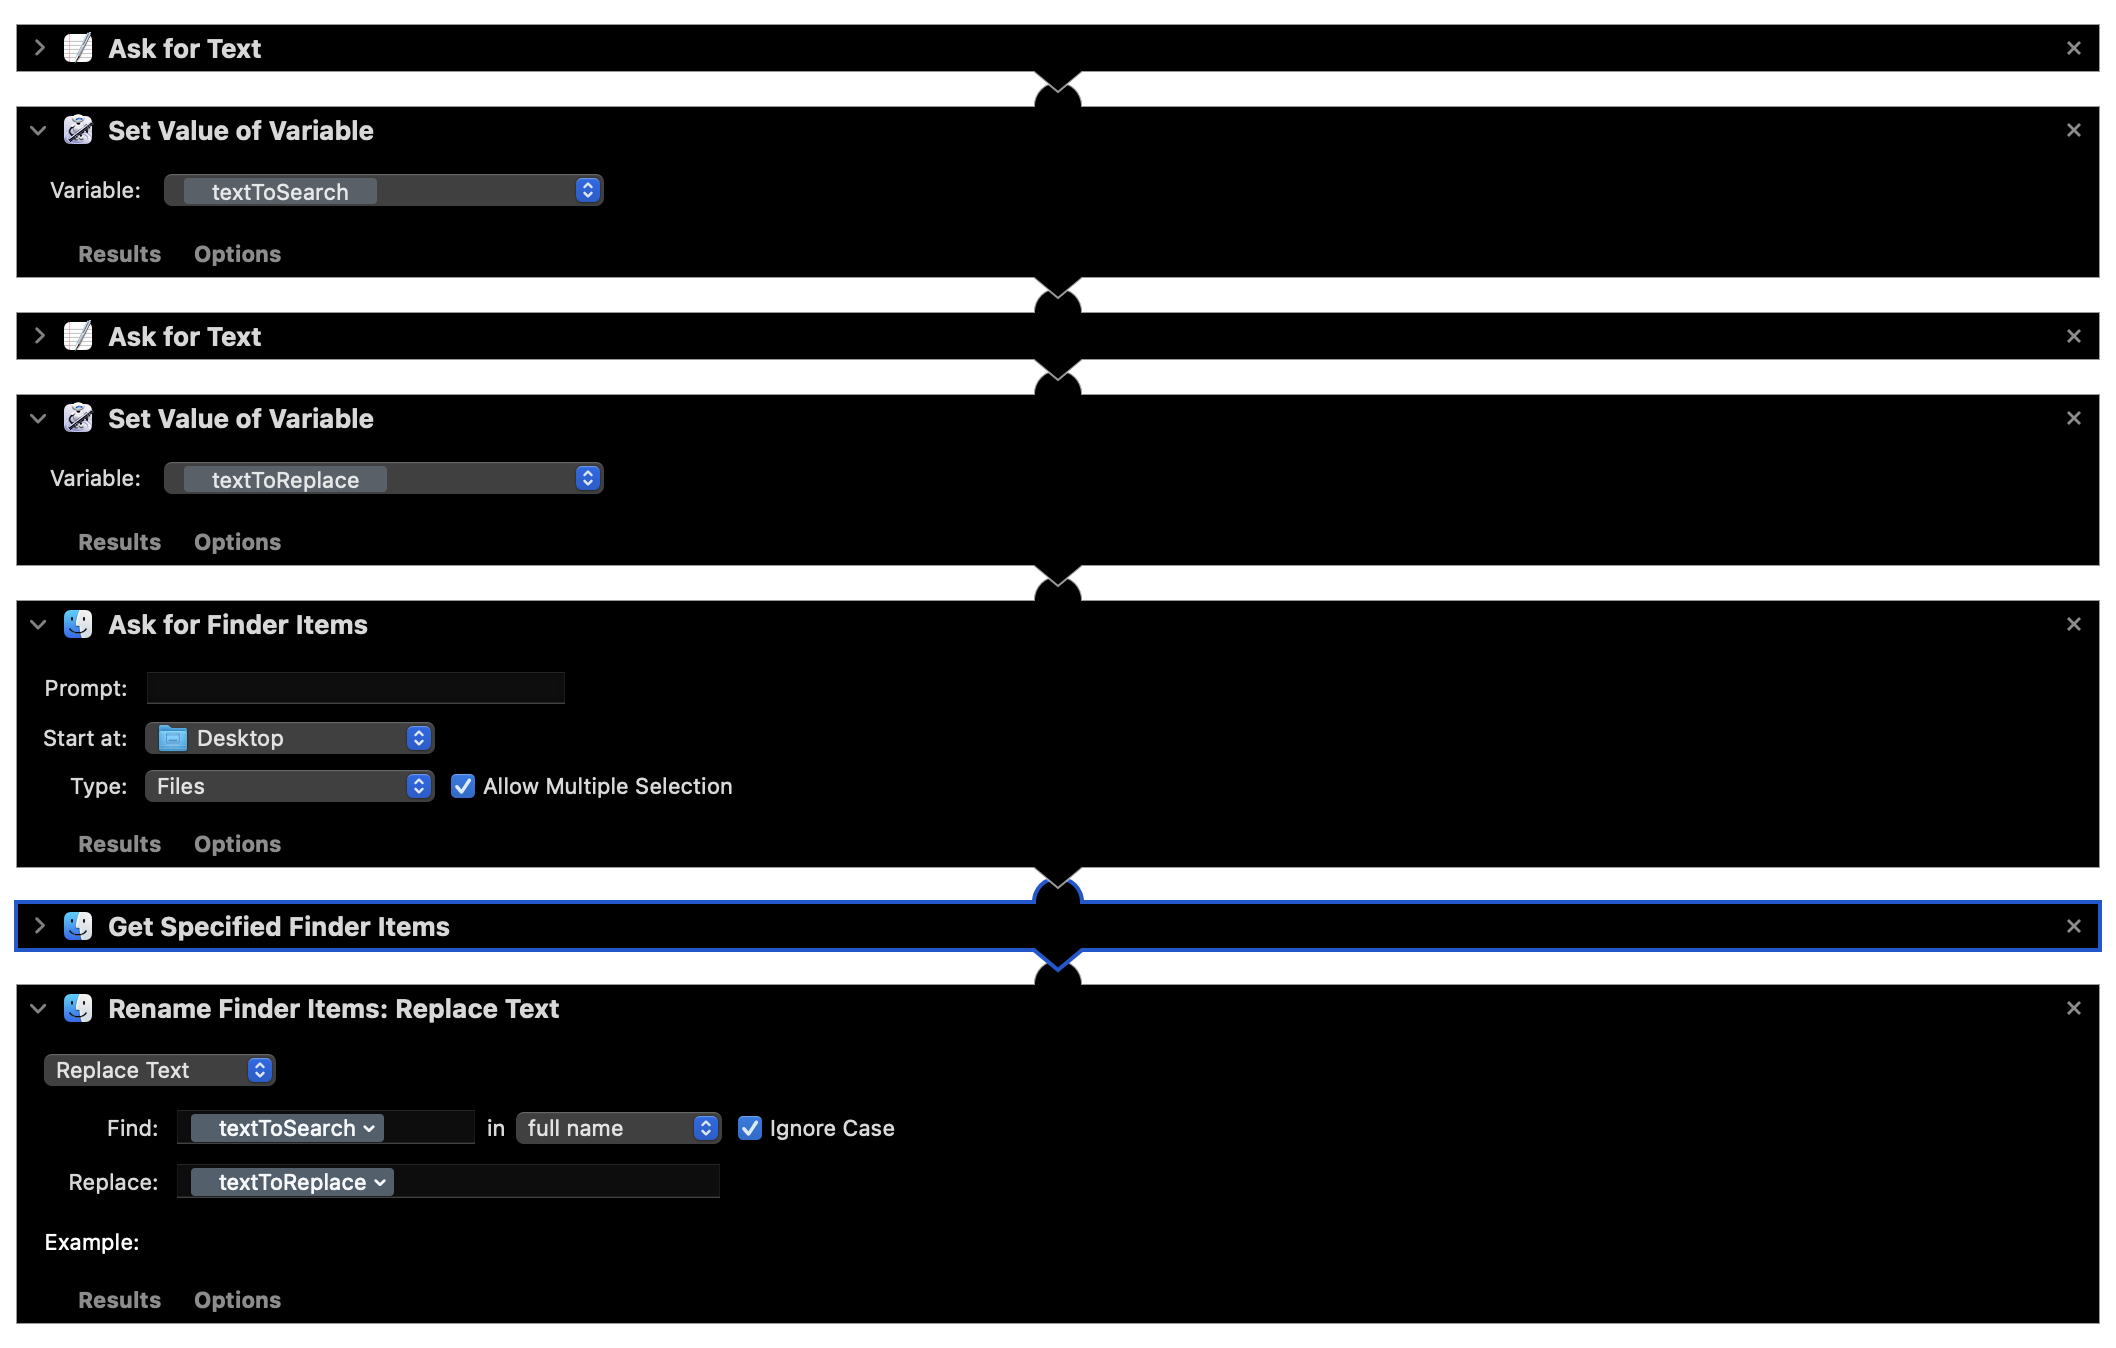 Ask for Text
Set Value of Variable
Variable: textToSearch
Results Options
Ask for Text
Set Value of Variable
Variable: textToReplace
Results Options
Ask for Finder Items
Prompt:
Start at: Desktop
Type: Files Allow Multiple Selection
Results Options
Get Specified Finder Items
Rename Finder Items: Replace Text
Replace Text
Find: textToSearch in full name Ignore Case
Replace: textToReplace
Example:
Results Options